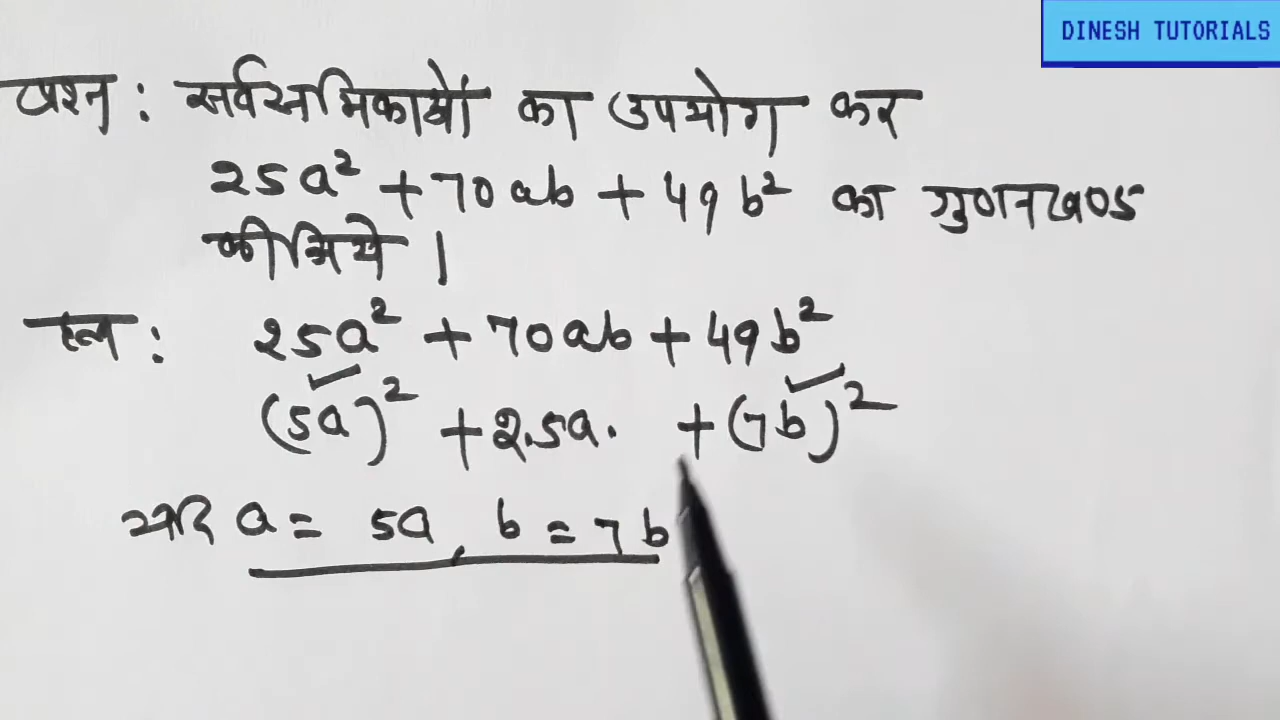 DINESH TUTORIALS
प्रश्न : सर्वसमिकाओं का उपयोग कर
25a² + 70ab + 49b² का गुणनखण्ड
कीजिये ।
हल : 25a² + 70ab + 49b²
(5a)² + 2.5a. + (7b)²
यदि a = 5a, b = 7b